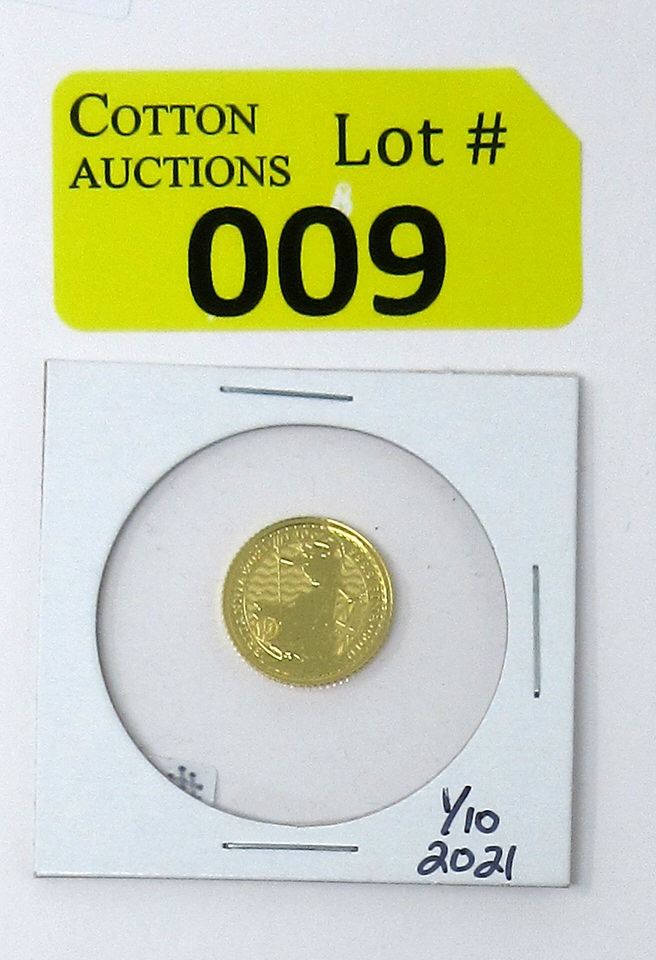 COTTON
AUCTIONS
Lot #
009
1/10
2021